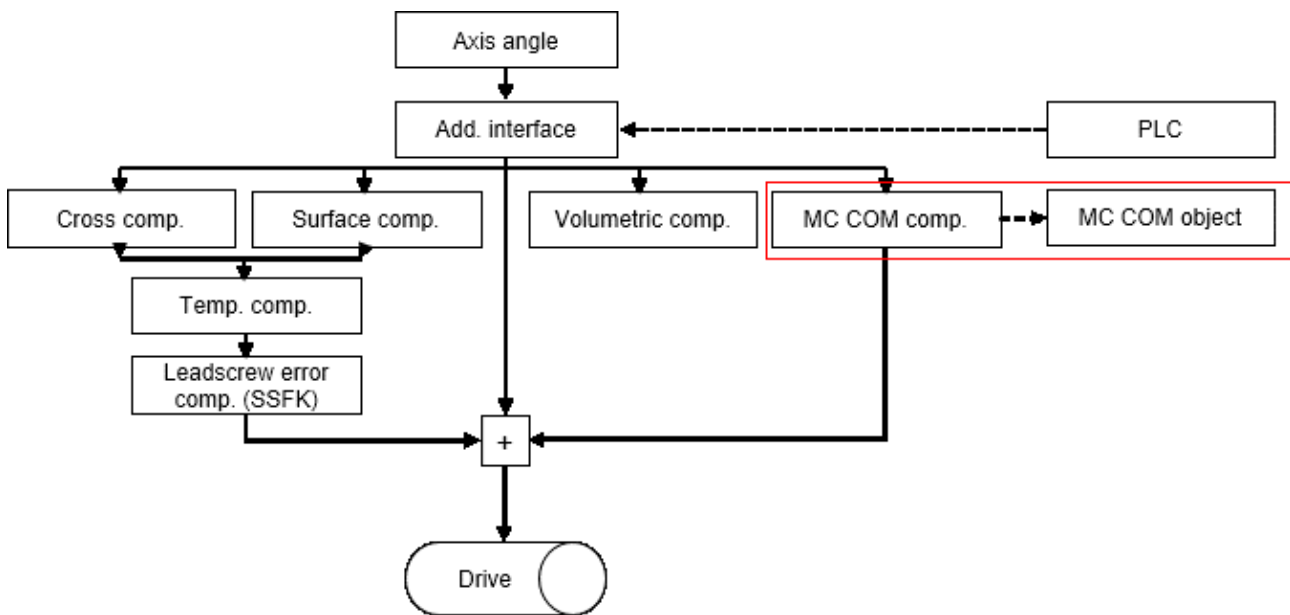 Axis angle
Add. interface
PLC
Cross comp.
Surface comp.
Volumetric comp.
MC COM comp.
MC COM object
Temp. comp.
Leadscrew error
comp. (SSFK)
+
Drive